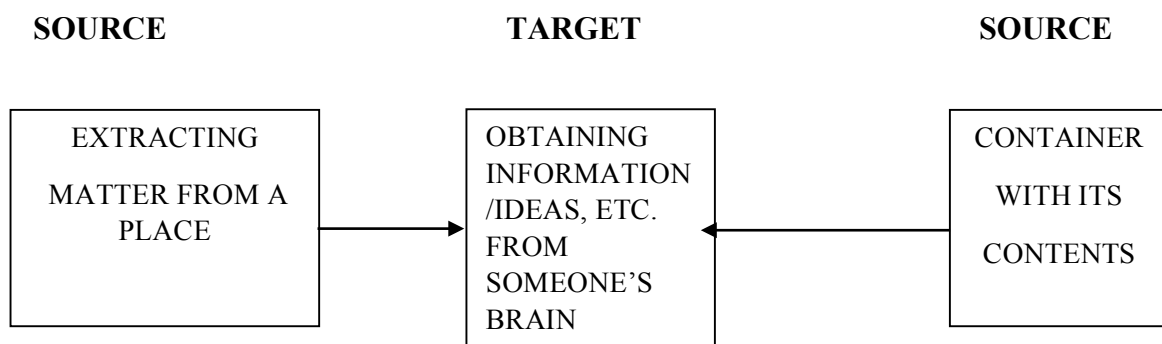 SOURCE TARGET SOURCE
EXTRACTING
MATTER FROM A
PLACE
OBTAINING
INFORMATION
/IDEAS, ETC.
FROM
SOMEONE’S
BRAIN
CONTAINER
WITH ITS
CONTENTS